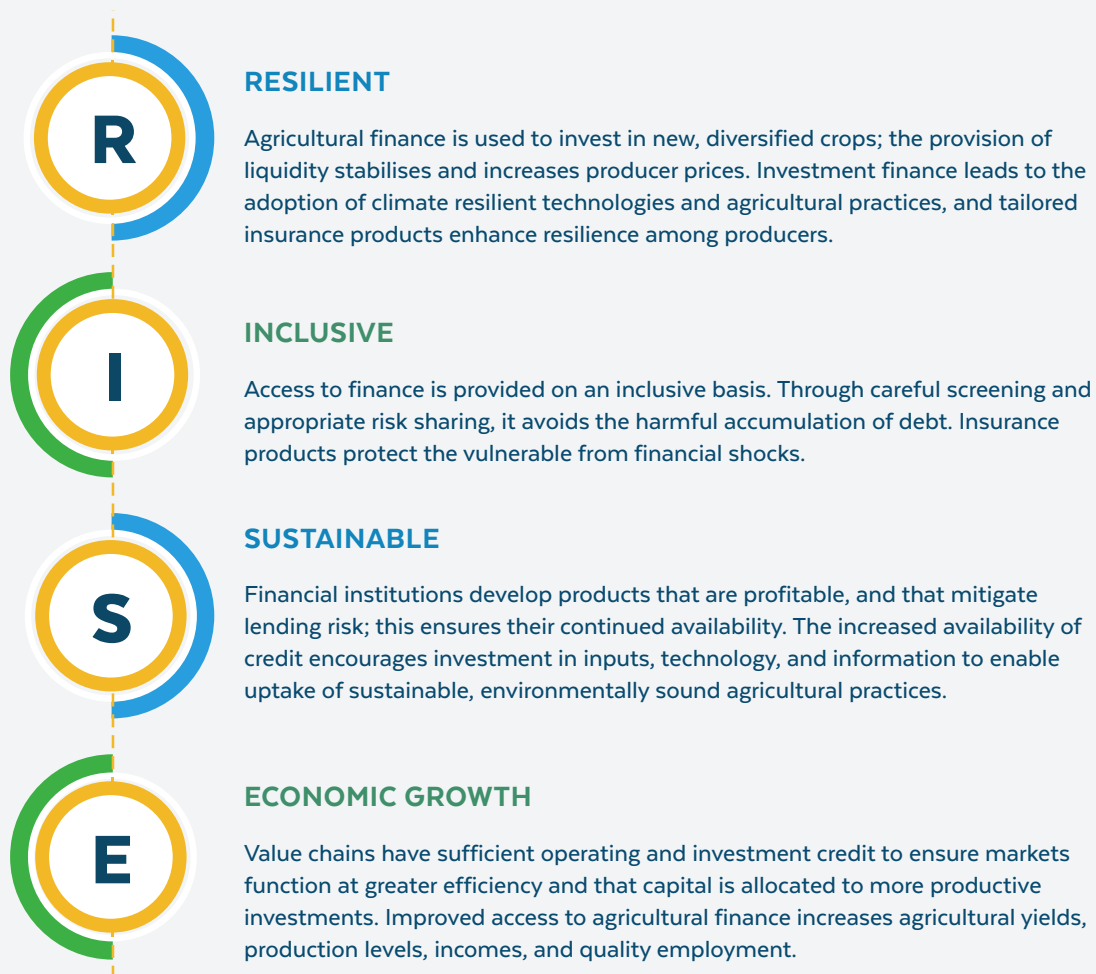 R
RESILIENT
Agricultural finance is used to invest in new, diversified crops; the provision of
liquidity stabilises and increases producer prices. Investment finance leads to the
adoption of climate resilient technologies and agricultural practices, and tailored
insurance products enhance resilience among producers.
I
INCLUSIVE
Access to finance is provided on an inclusive basis. Through careful screening and
appropriate risk sharing, it avoids the harmful accumulation of debt. Insurance
products protect the vulnerable from financial shocks.
S
SUSTAINABLE
Financial institutions develop products that are profitable, and that mitigate
lending risk; this ensures their continued availability. The increased availability of
credit encourages investment in inputs, technology, and information to enable
uptake of sustainable, environmentally sound agricultural practices.
E
ECONOMIC GROWTH
Value chains have sufficient operating and investment credit to ensure markets
function at greater efficiency and that capital is allocated to more productive
investments. Improved access to agricultural finance increases agricultural yields,
production levels, incomes, and quality employment.